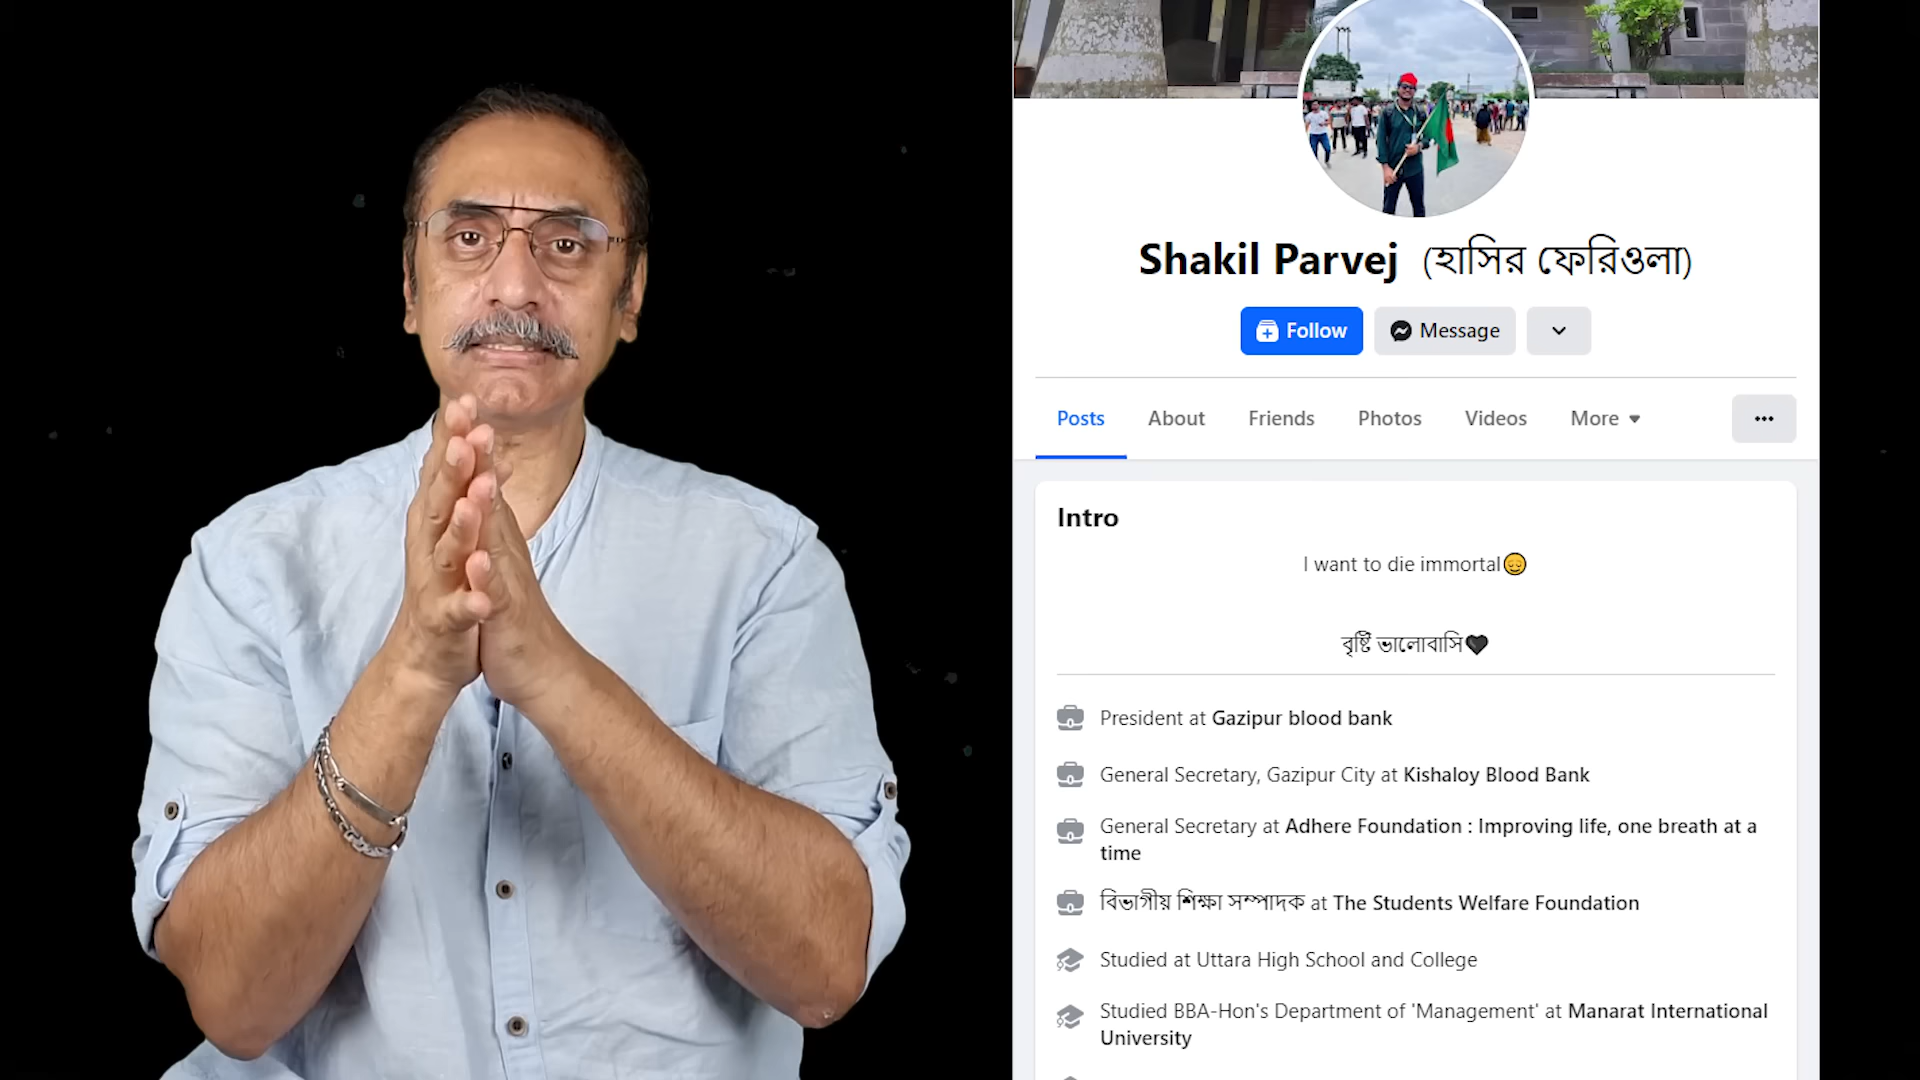 Shakil Parvej (হাসির ফেরিওলা)
Follow
Message
Posts
About
Friends
Photos
Videos
More
Intro
I want to die immortal😌
বৃষ্টি ভালোবাসি🖤
President at Gazipur blood bank
General Secretary, Gazipur City at Kishaloy Blood Bank
General Secretary at Adhere Foundation : Improving life, one breath at a
time
বিভাগীয় শিক্ষা সম্পাদক at The Students Welfare Foundation
Studied at Uttara High School and College
Studied BBA-Hon's Department of 'Management' at Manarat International
University